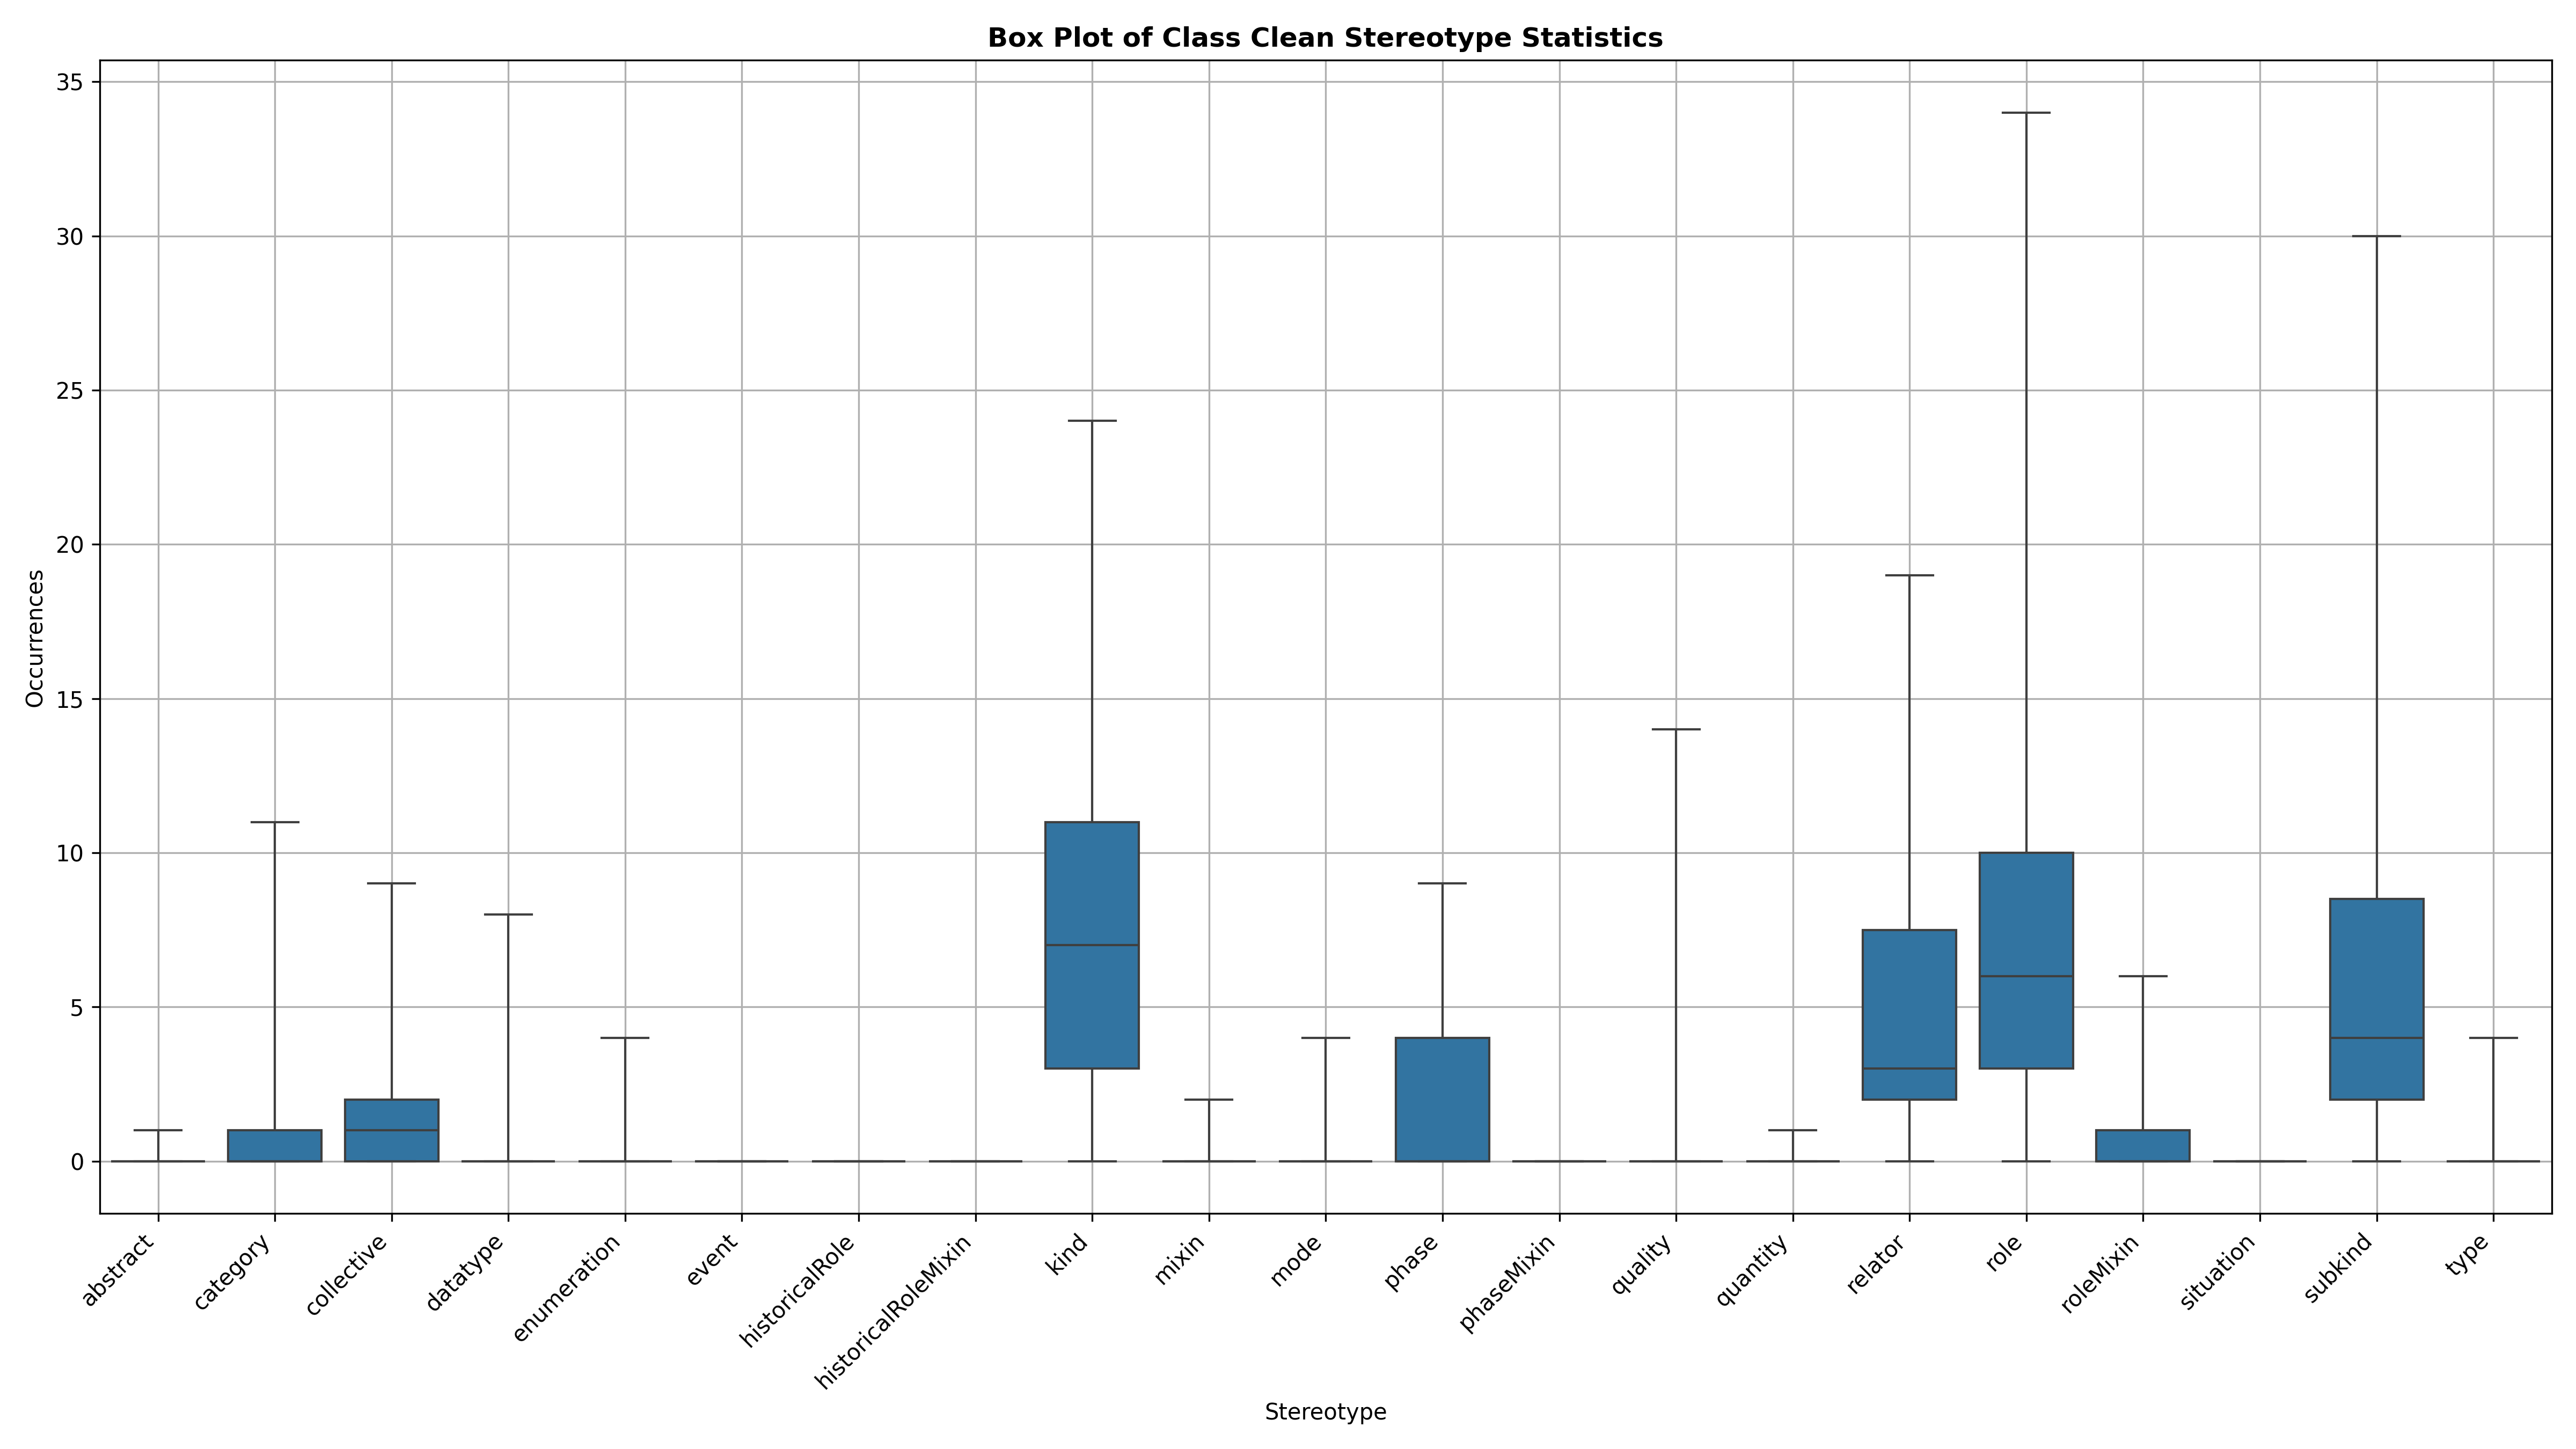 Box Plot of Class Clean Stereotype Statistics
35
30
25
20
15
10
5
0
Occurrences
abstract
category
collective
datatype
enumeration
event
historicalRole
historicalRoleMixin
kind
mixin
mode
phase
phaseMixin
quality
quantity
relator
role
roleMixin
situation
subkind
type
Stereotype